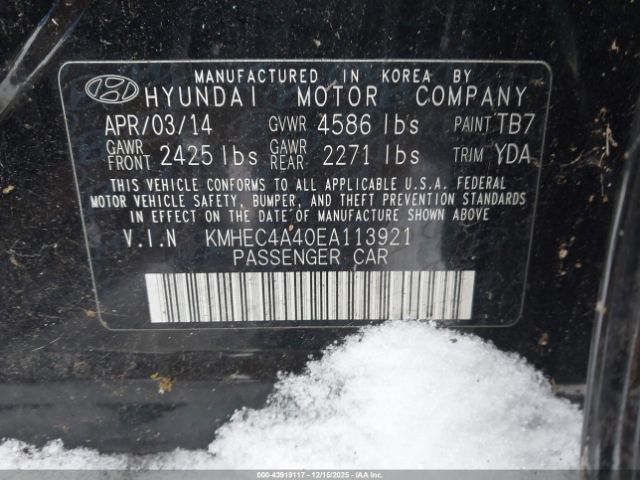 MANUFACTURED IN KOREA BY
HYUNDAI MOTOR COMPANY
APR/03/14 GVWR 4586 lbs PAINT TB7
GAWR FRONT 2425 lbs GAWR REAR 2271 lbs TRIM YDA
THIS VEHICLE CONFORMS TO ALL APPLICABLE U.S.A. FEDERAL
MOTOR VEHICLE SAFETY, BUMPER, AND THEFT PREVENTION STANDARDS
IN EFFECT ON THE DATE OF MANUFACTURE SHOWN ABOVE
V.I.N KMHEC4A40EA113921
PASSENGER CAR
000-43919117 - 12/15/2025 - IAAI.COM